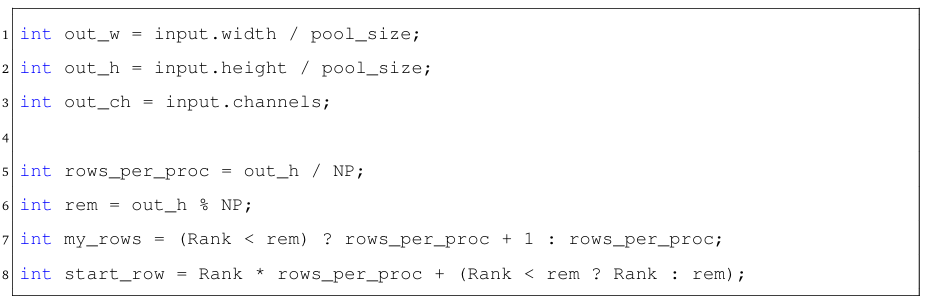 1 int out_w = input.width / pool_size;
2 int out_h = input.height / pool_size;
3 int out_ch = input.channels;
4
5 int rows_per_proc = out_h / NP;
6 int rem = out_h % NP;
7 int my_rows = (Rank < rem) ? rows_per_proc + 1 : rows_per_proc;
8 int start_row = Rank * rows_per_proc + (Rank < rem ? Rank : rem);